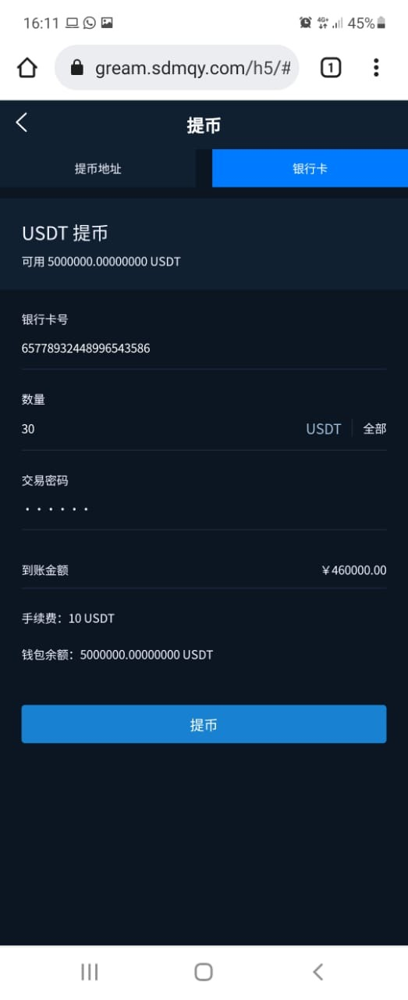 16:11 4G+ 45%
gream.sdmqy.com/h5/# 1
提币
提币地址 银行卡
USDT 提币
可用 5000000.00000000 USDT
银行卡号
65778932448996543586
数量
30 USDT 全部
交易密码
······
到账金额 ￥460000.00
手续费：10 USDT
钱包余额：5000000.00000000 USDT
提币